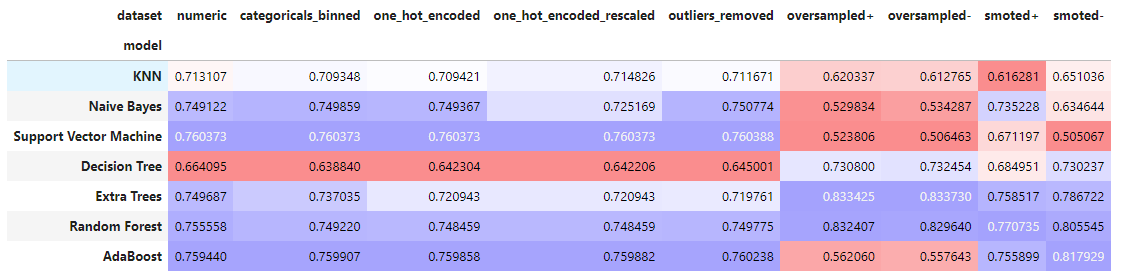 dataset numeric categoricals_binned one_hot_encoded one_hot_encoded_rescaled outliers_removed oversampled+ oversampled- smoted+ smoted-
model
KNN 0.713107 0.709348 0.709421 0.714826 0.711671 0.620337 0.612765 0.616281 0.651036
Naive Bayes 0.749122 0.749859 0.749367 0.725169 0.750774 0.529834 0.534287 0.735228 0.634644
Support Vector Machine 0.760373 0.760373 0.760373 0.760373 0.760388 0.523806 0.506463 0.671197 0.505067
Decision Tree 0.664095 0.638840 0.642304 0.642206 0.645001 0.730800 0.732454 0.684951 0.730237
Extra Trees 0.749687 0.737035 0.720943 0.720943 0.719761 0.833425 0.833730 0.758517 0.786722
Random Forest 0.755558 0.749220 0.748459 0.748459 0.749775 0.832407 0.829640 0.770735 0.805545
AdaBoost 0.759440 0.759907 0.759858 0.759882 0.760238 0.562060 0.557643 0.755899 0.817929